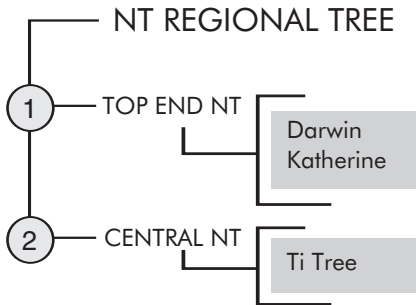 NT REGIONAL TREE
1 TOP END NT
Darwin
Katherine
2 CENTRAL NT
Ti Tree